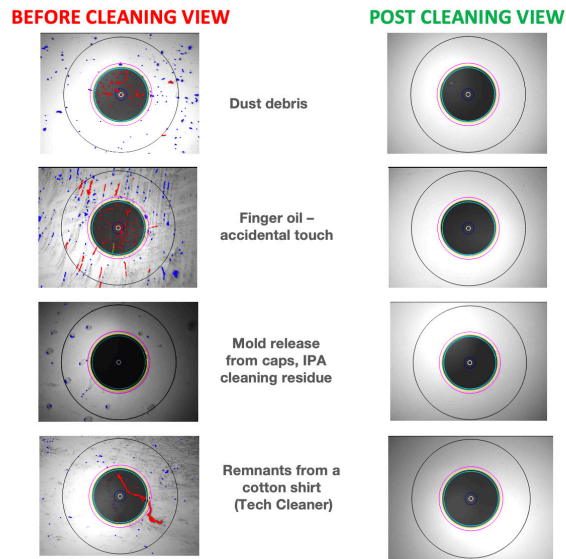 BEFORE CLEANING VIEW
POST CLEANING VIEW
Dust debris
Finger oil –
accidental touch
Mold release
from caps, IPA
cleaning residue
Remnants from a
cotton shirt
(Tech Cleaner)